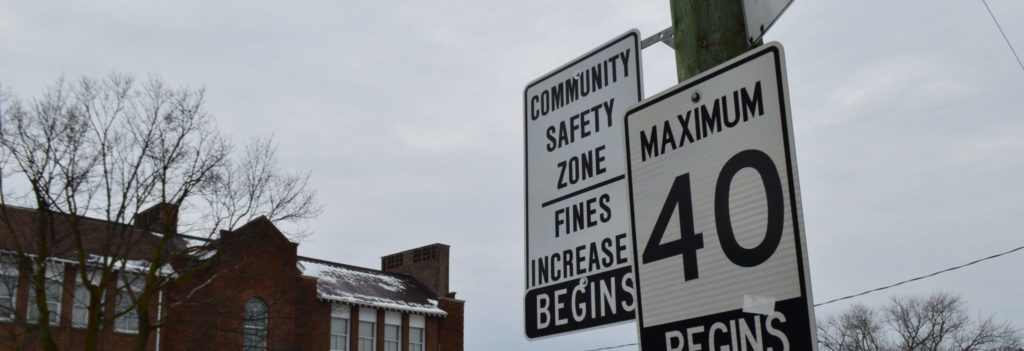 COMMUNITY
SAFETY
ZONE
FINES
INCREASE
BEGINS
MAXIMUM
40
BEGINS